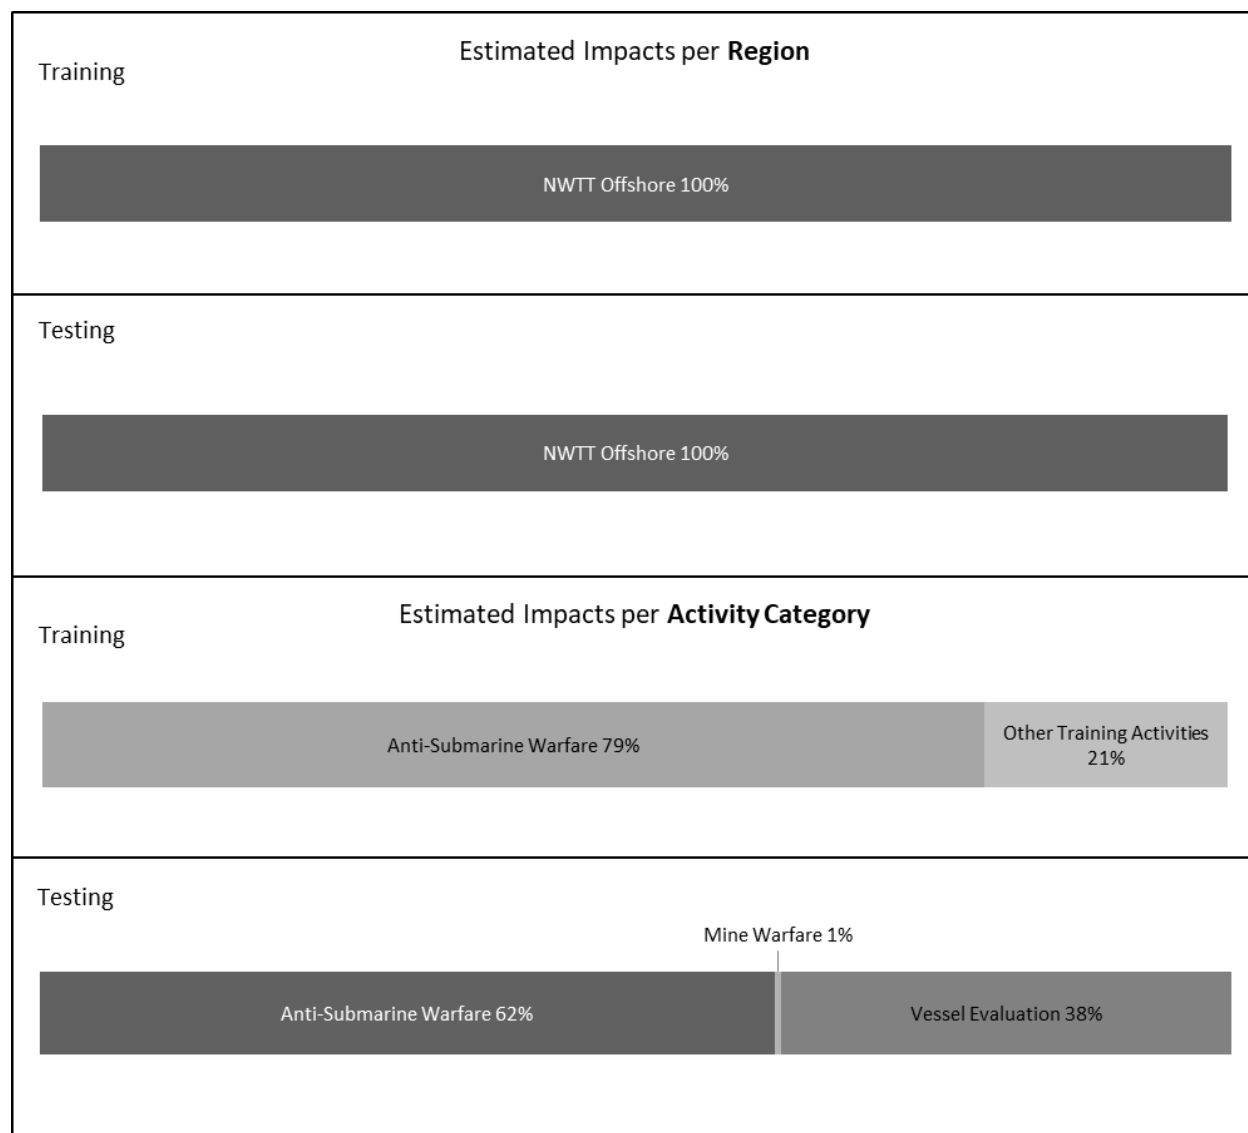 Estimated Impacts per Region
Training
NWTT Offshore 100%
Testing
NWTT Offshore 100%
Estimated Impacts per Activity Category
Training
Anti-Submarine Warfare 79%
Other Training Activities
21%
Testing
Mine Warfare 1%
Anti-Submarine Warfare 62%
Vessel Evaluation 38%